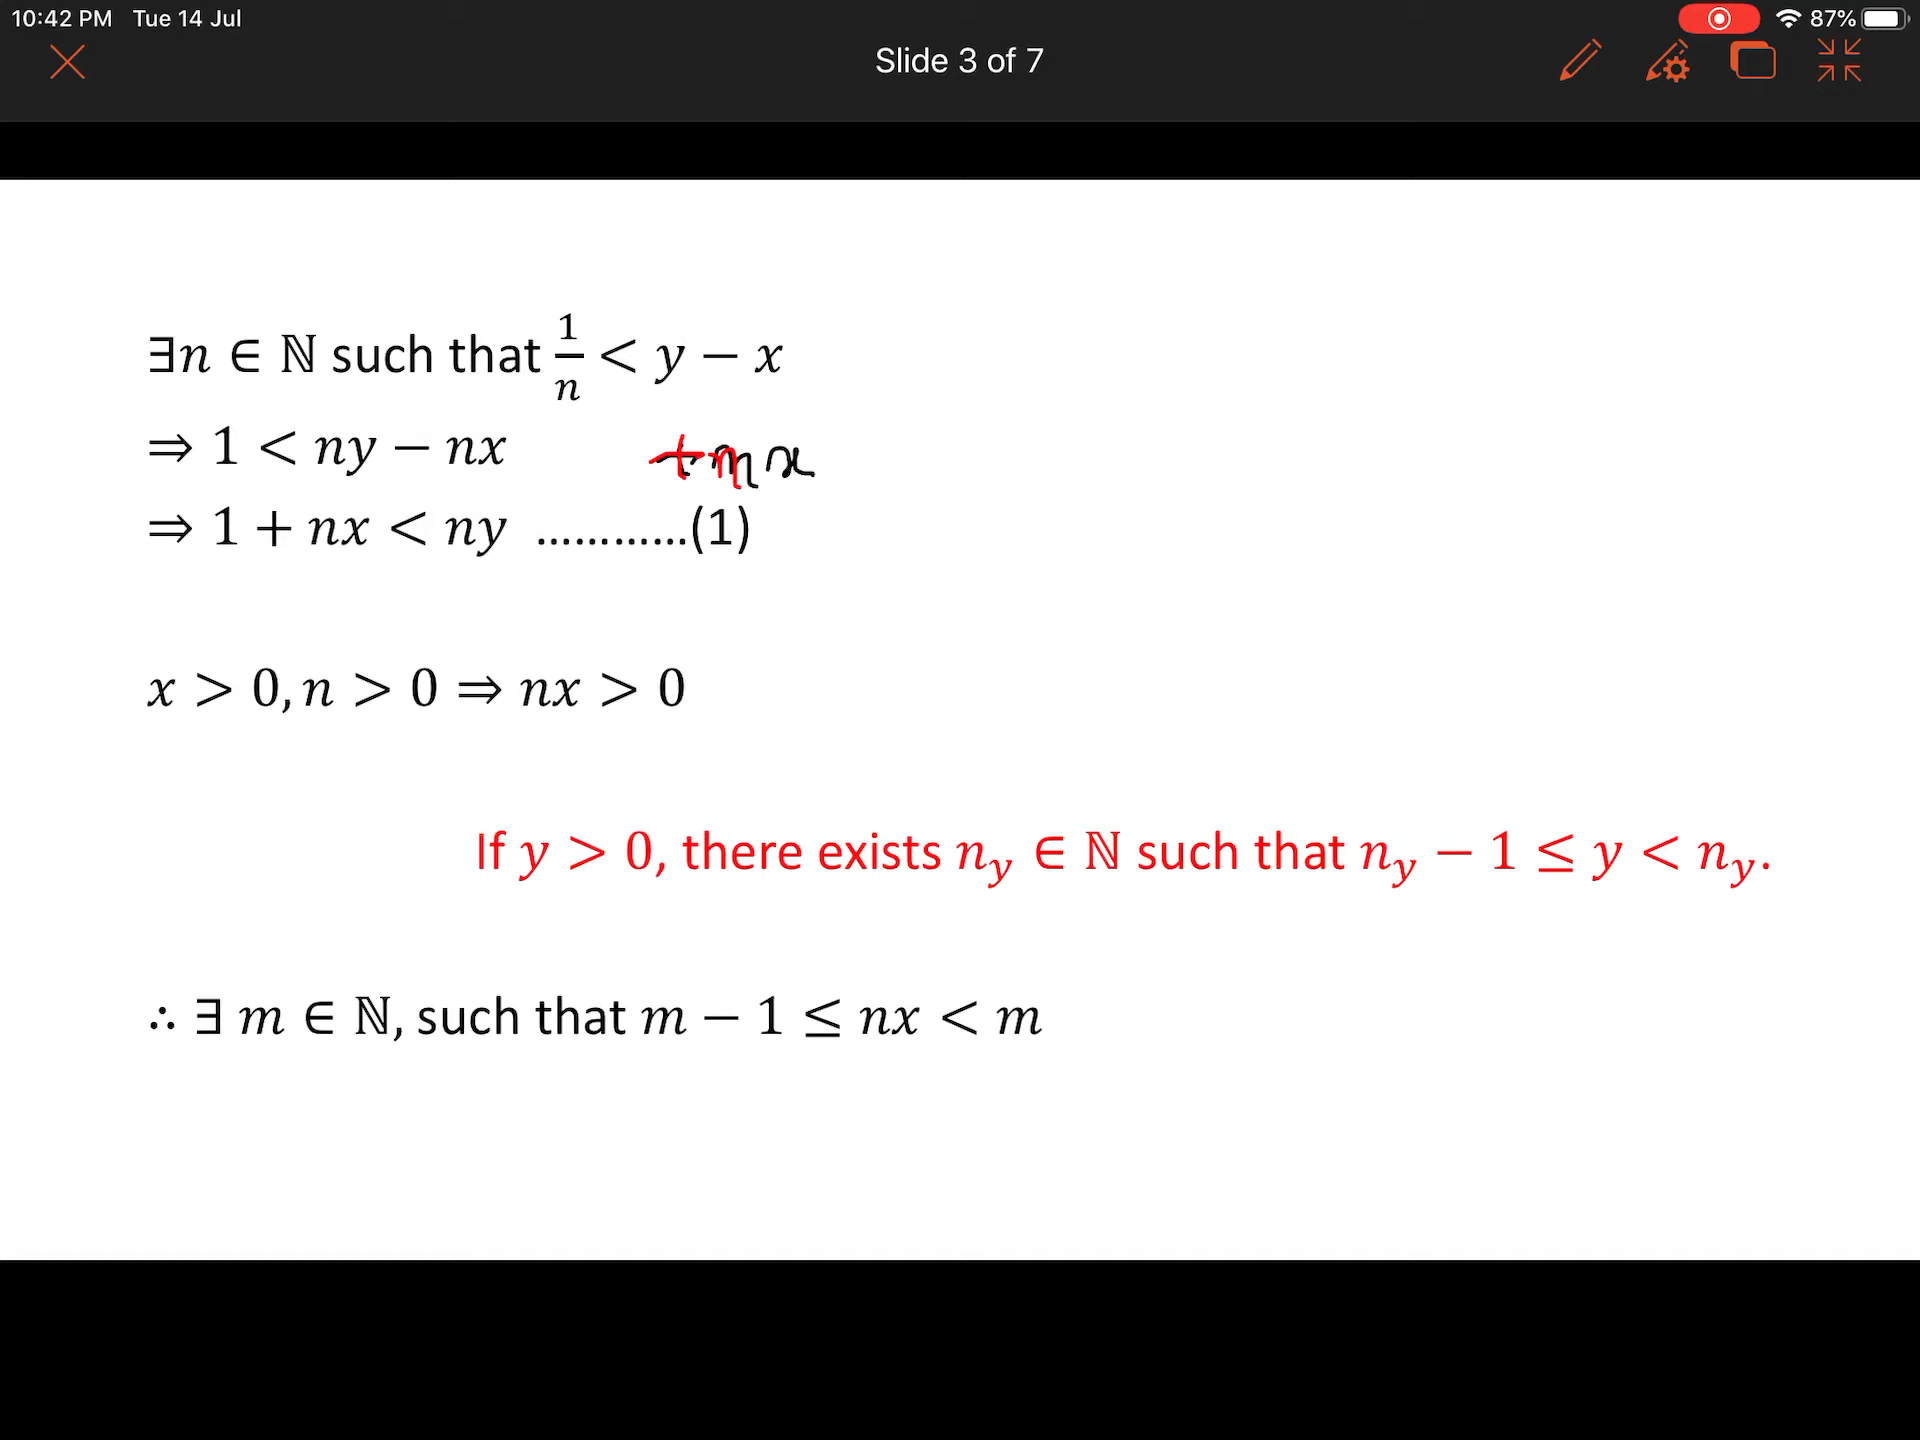 10:42 PM Tue 14 Jul
87%
Slide 3 of 7
∃n ∈ ℕ such that 1/n < y − x
⇒ 1 < ny − nx
+nx
⇒ 1 + nx < ny …………(1)
x > 0, n > 0 ⇒ nx > 0
If y > 0, there exists n_y ∈ ℕ such that n_y − 1 ≤ y < n_y.
∴ ∃ m ∈ ℕ, such that m − 1 ≤ nx < m